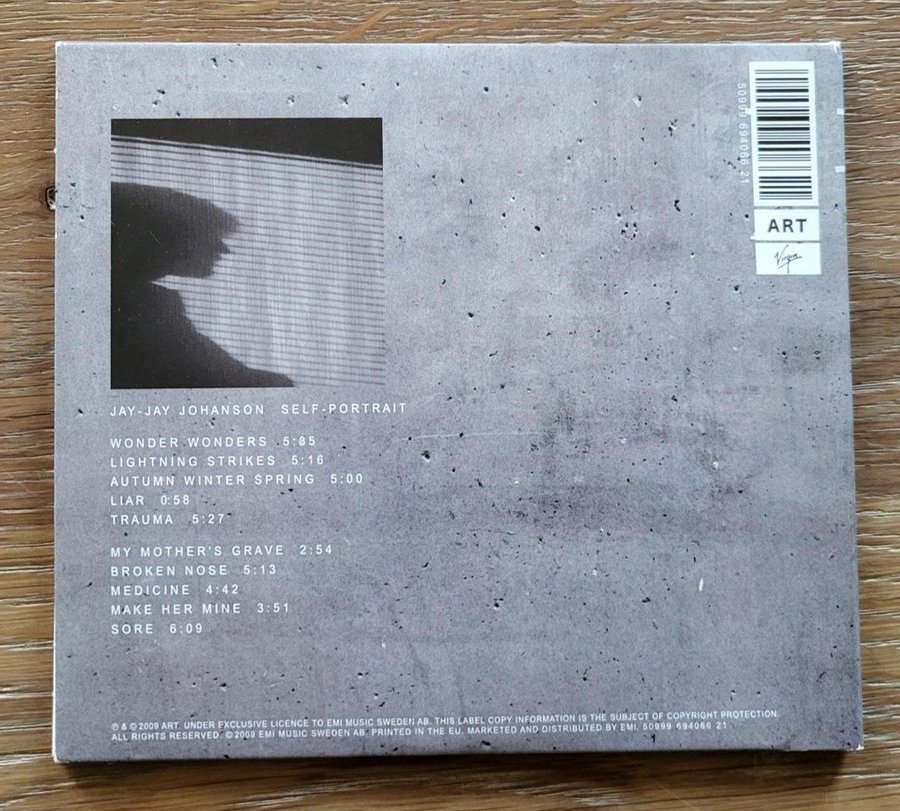 50999 694066 21
ART
Virgin
JAY-JAY JOHANSON SELF-PORTRAIT
WONDER WONDERS 5:05
LIGHTNING STRIKES 5:16
AUTUMN WINTER SPRING 5:00
LIAR 0:58
TRAUMA 5:27
MY MOTHER'S GRAVE 2:54
BROKEN NOSE 5:13
MEDICINE 4:42
MAKE HER MINE 3:51
SORE 6:09
℗ & © 2009 ART. UNDER EXCLUSIVE LICENCE TO EMI MUSIC SWEDEN AB. THIS LABEL COPY INFORMATION IS THE SUBJECT OF COPYRIGHT PROTECTION
ALL RIGHTS RESERVED. © 2009 EMI MUSIC SWEDEN AB. PRINTED IN THE EU. MARKETED AND DISTRIBUTED BY EMI. 50999 694066 21